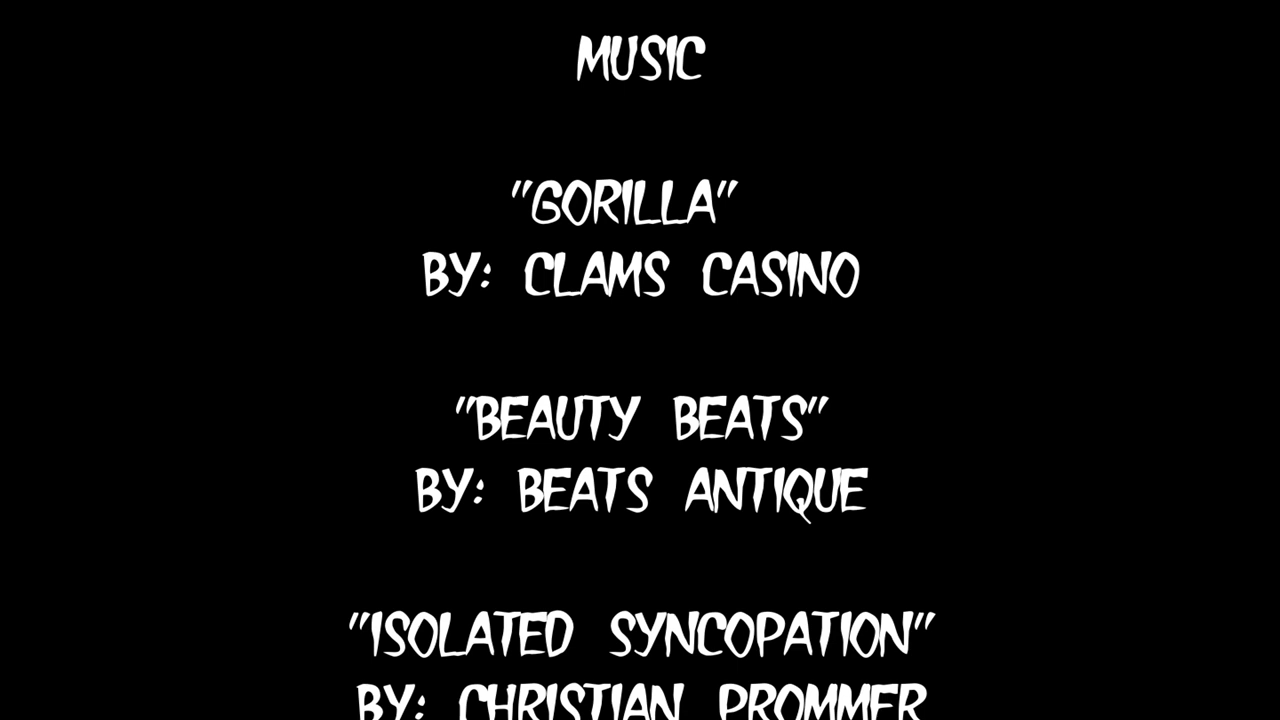 MUSIC
"GORILLA"
BY: CLAMS CASINO
"BEAUTY BEATS"
BY: BEATS ANTIQUE
"ISOLATED SYNCOPATION"
BY: CHRISTIAN PROMMER